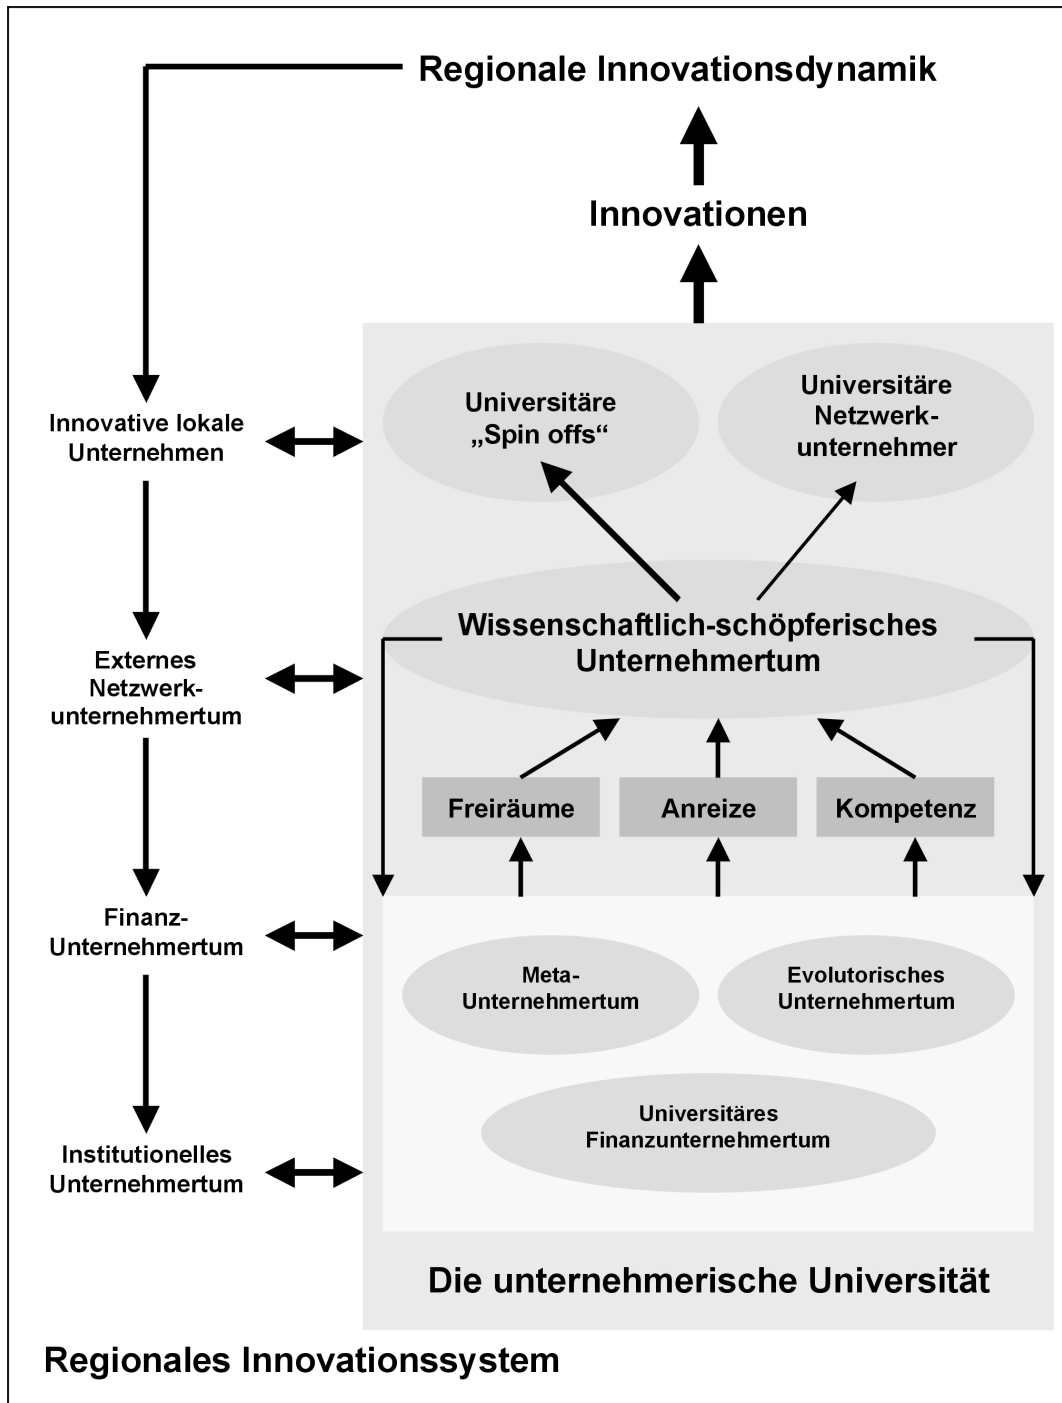 Regionale Innovationsdynamik
Innovationen
Universitäre
„Spin offs“
Universitäre
Netzwerk-
unternehmer
Innovative lokale
Unternehmen
Wissenschaftlich-schöpferisches
Unternehmertum
Externes
Netzwerk-
unternehmertum
Freiräume
Anreize
Kompetenz
Finanz-
Unternehmertum
Meta-
Unternehmertum
Evolutorisches
Unternehmertum
Universitäres
Finanzunternehmertum
Institutionelles
Unternehmertum
Die unternehmerische Universität
Regionales Innovationssystem